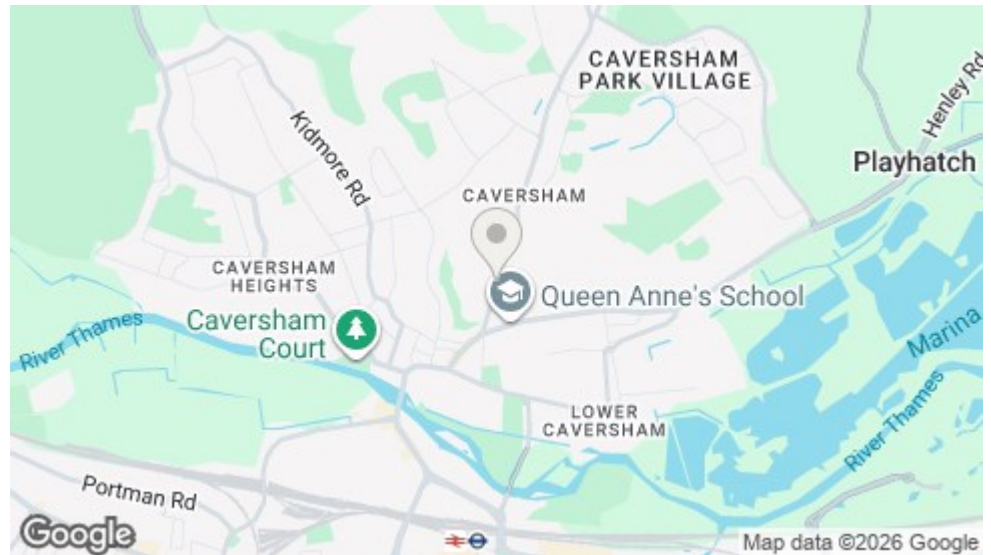 CAVERSHAM
PARK VILLAGE
Henley Rd
Kidmore Rd
Playhatch
CAVERSHAM
CAVERSHAM
HEIGHTS
Queen Anne's School
Caversham
Court
River Thames
Marina
LOWER
CAVERSHAM
River Thames
Portman Rd
Google
Map data ©2026 Google